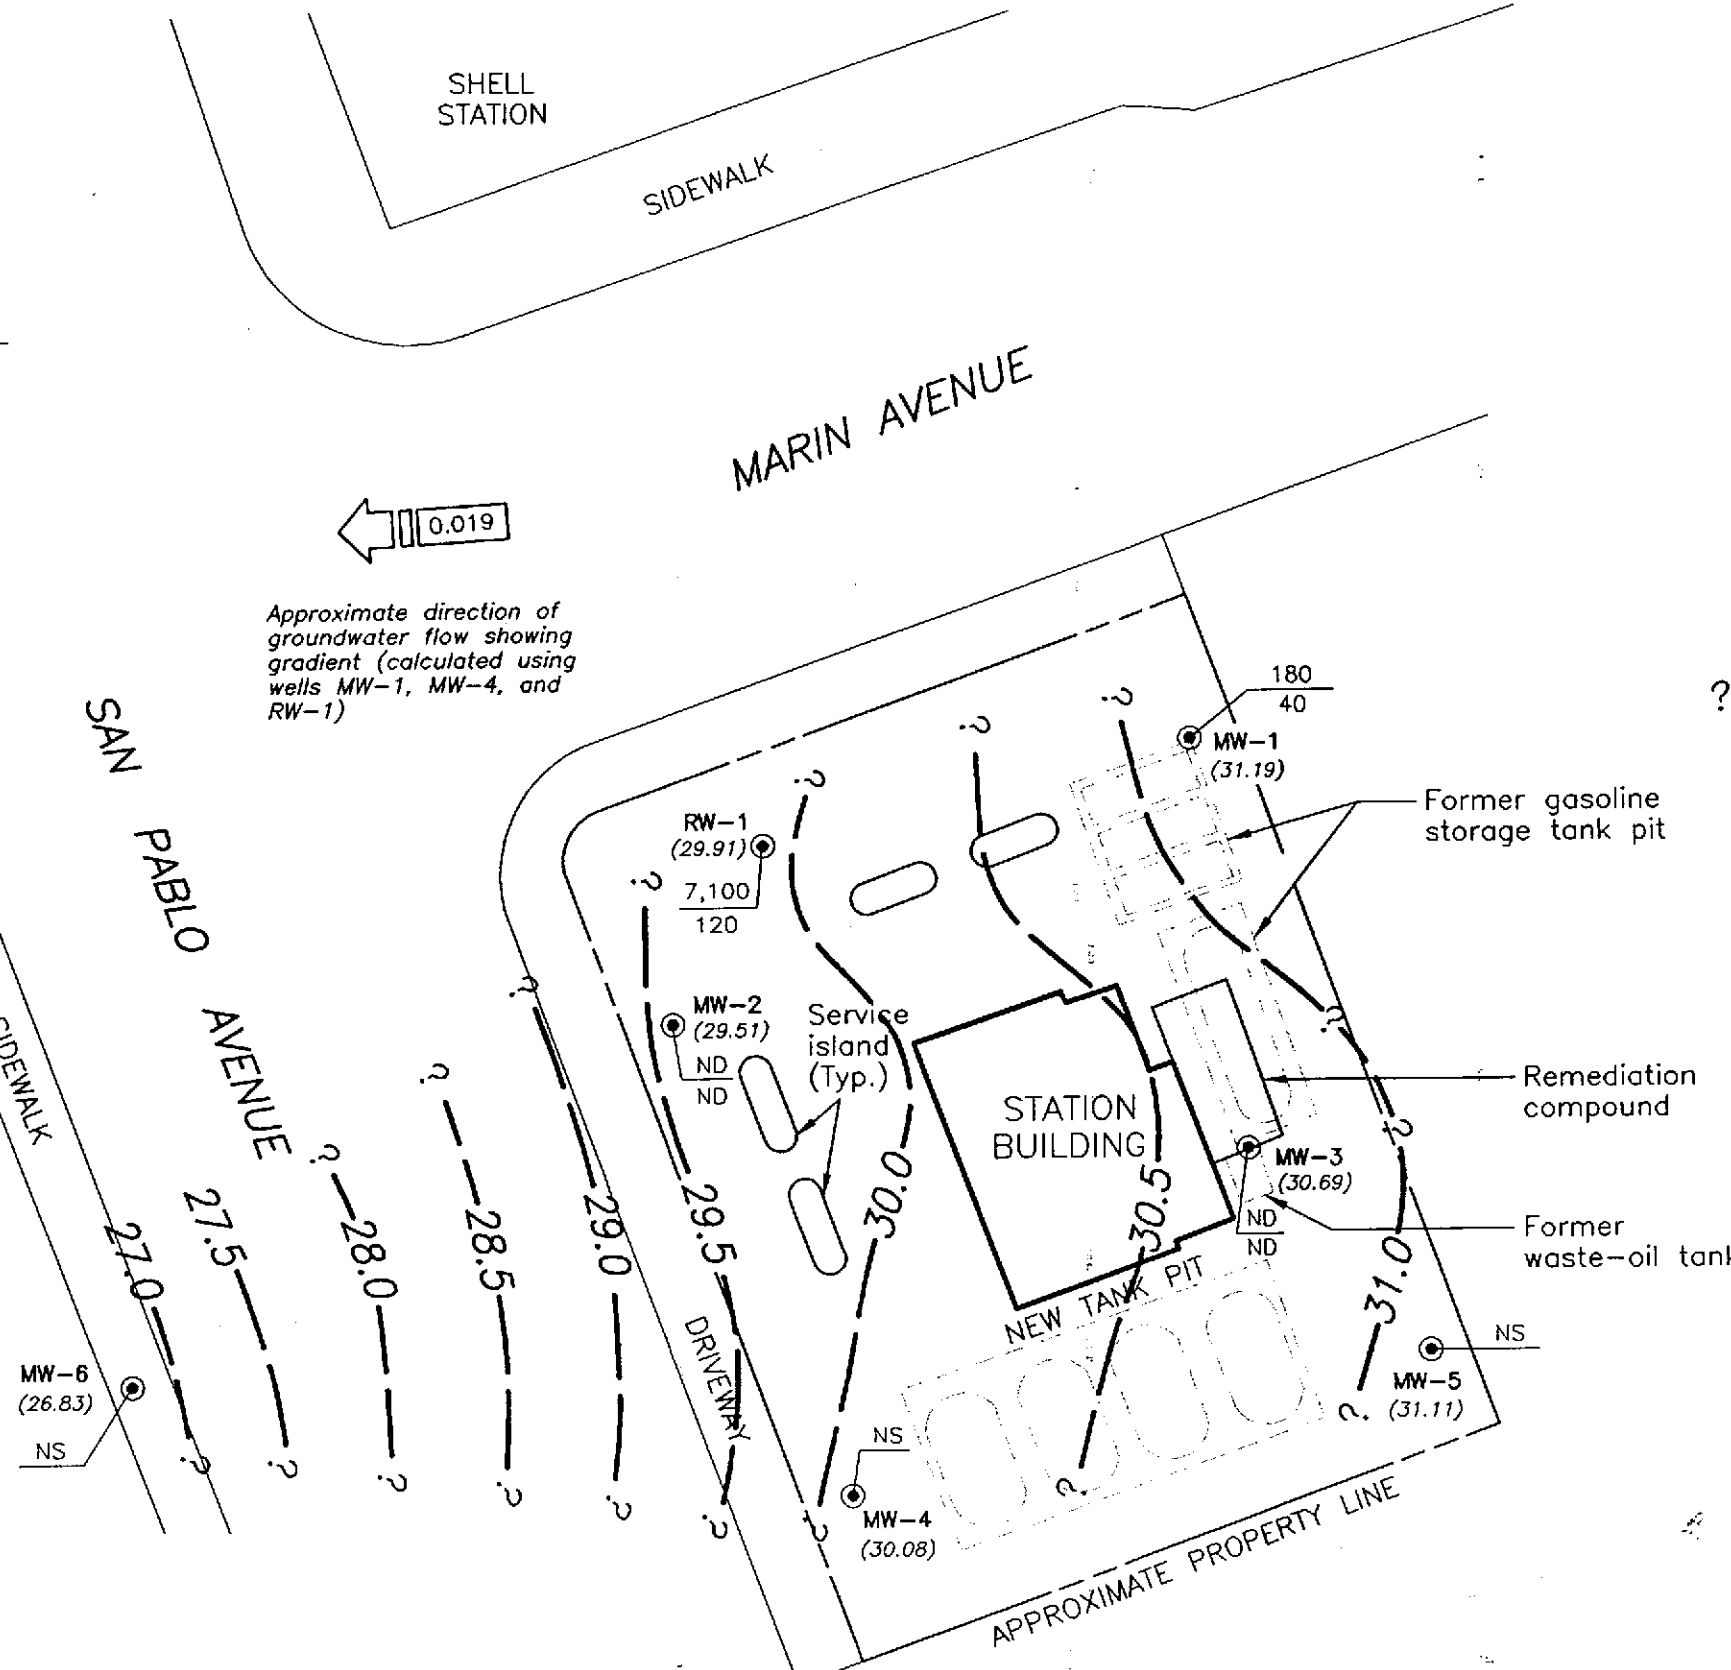 SHELL
STATION
SIDEWALK
MARIN AVENUE
0.019
Approximate direction of
groundwater flow showing
gradient (calculated using
wells MW-1, MW-4, and
RW-1)
SAN PABLO AVENUE
SIDEWALK
180
40
MW-1
(31.19)
?
?
?
?
?
?
?
?
Former gasoline
storage tank pit
RW-1
(29.91)
7,100
120
MW-2
(29.51)
ND
ND
Service
island
(Typ.)
STATION
BUILDING
Remediation
compound
MW-3
(30.69)
ND
ND
Former
waste-oil tank
?
?
27.0
27.5
28.0
28.5
29.0
29.5
30.0
30.5
31.0
NEW TANK PIT
DRIVEWAY
MW-6
(26.83)
NS
NS
MW-5
(31.11)
NS
MW-4
(30.08)
?
?
?
?
?
?
?
?
?
APPROXIMATE PROPERTY LINE